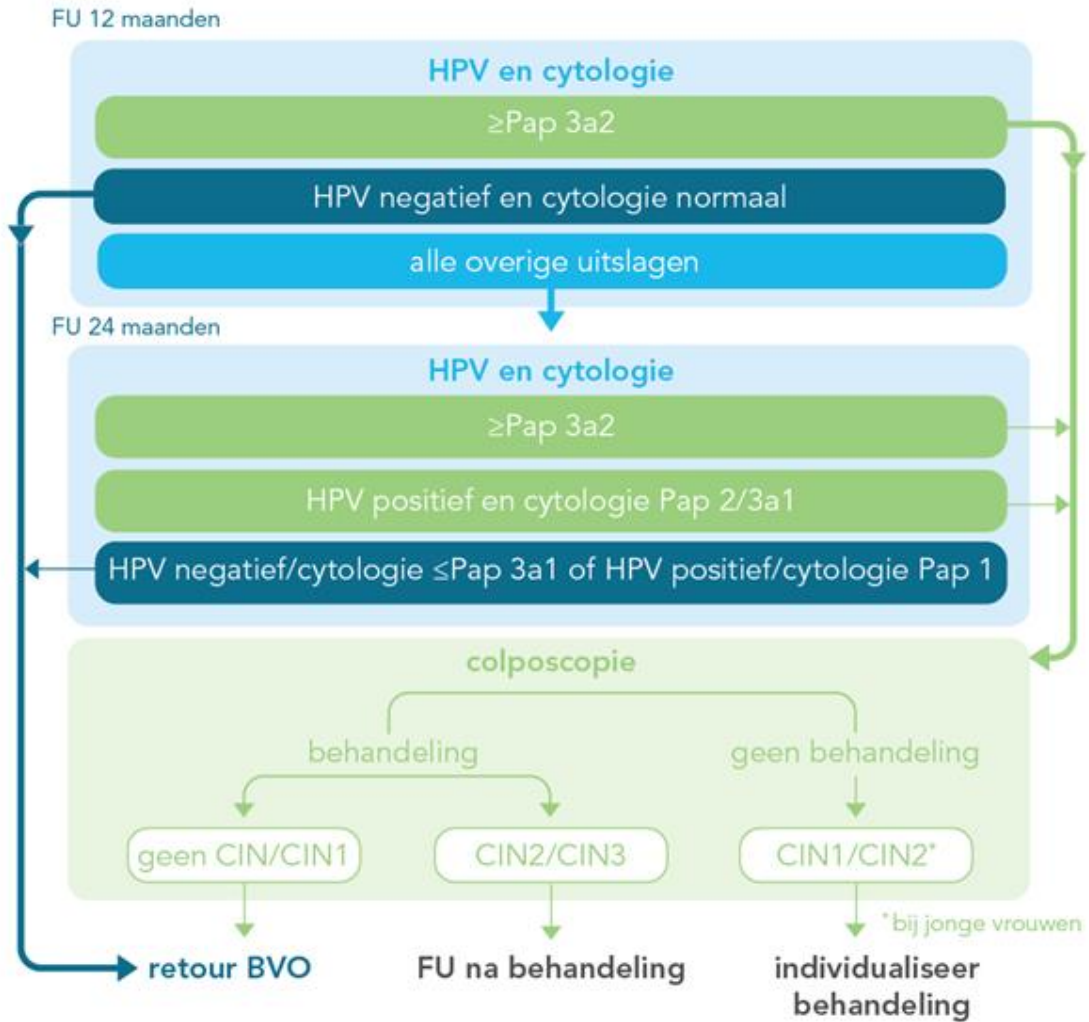 FU 12 maanden
HPV en cytologie
≥Pap 3a2
HPV negatief en cytologie normaal
alle overige uitslagen
FU 24 maanden
HPV en cytologie
≥Pap 3a2
HPV positief en cytologie Pap 2/3a1
HPV negatief/cytologie ≤Pap 3a1 of HPV positief/cytologie Pap 1
colposcopie
behandeling
geen behandeling
geen CIN/CIN1
CIN2/CIN3
CIN1/CIN2*
*bij jonge vrouwen
retour BVO
FU na behandeling
individualiseer
behandeling